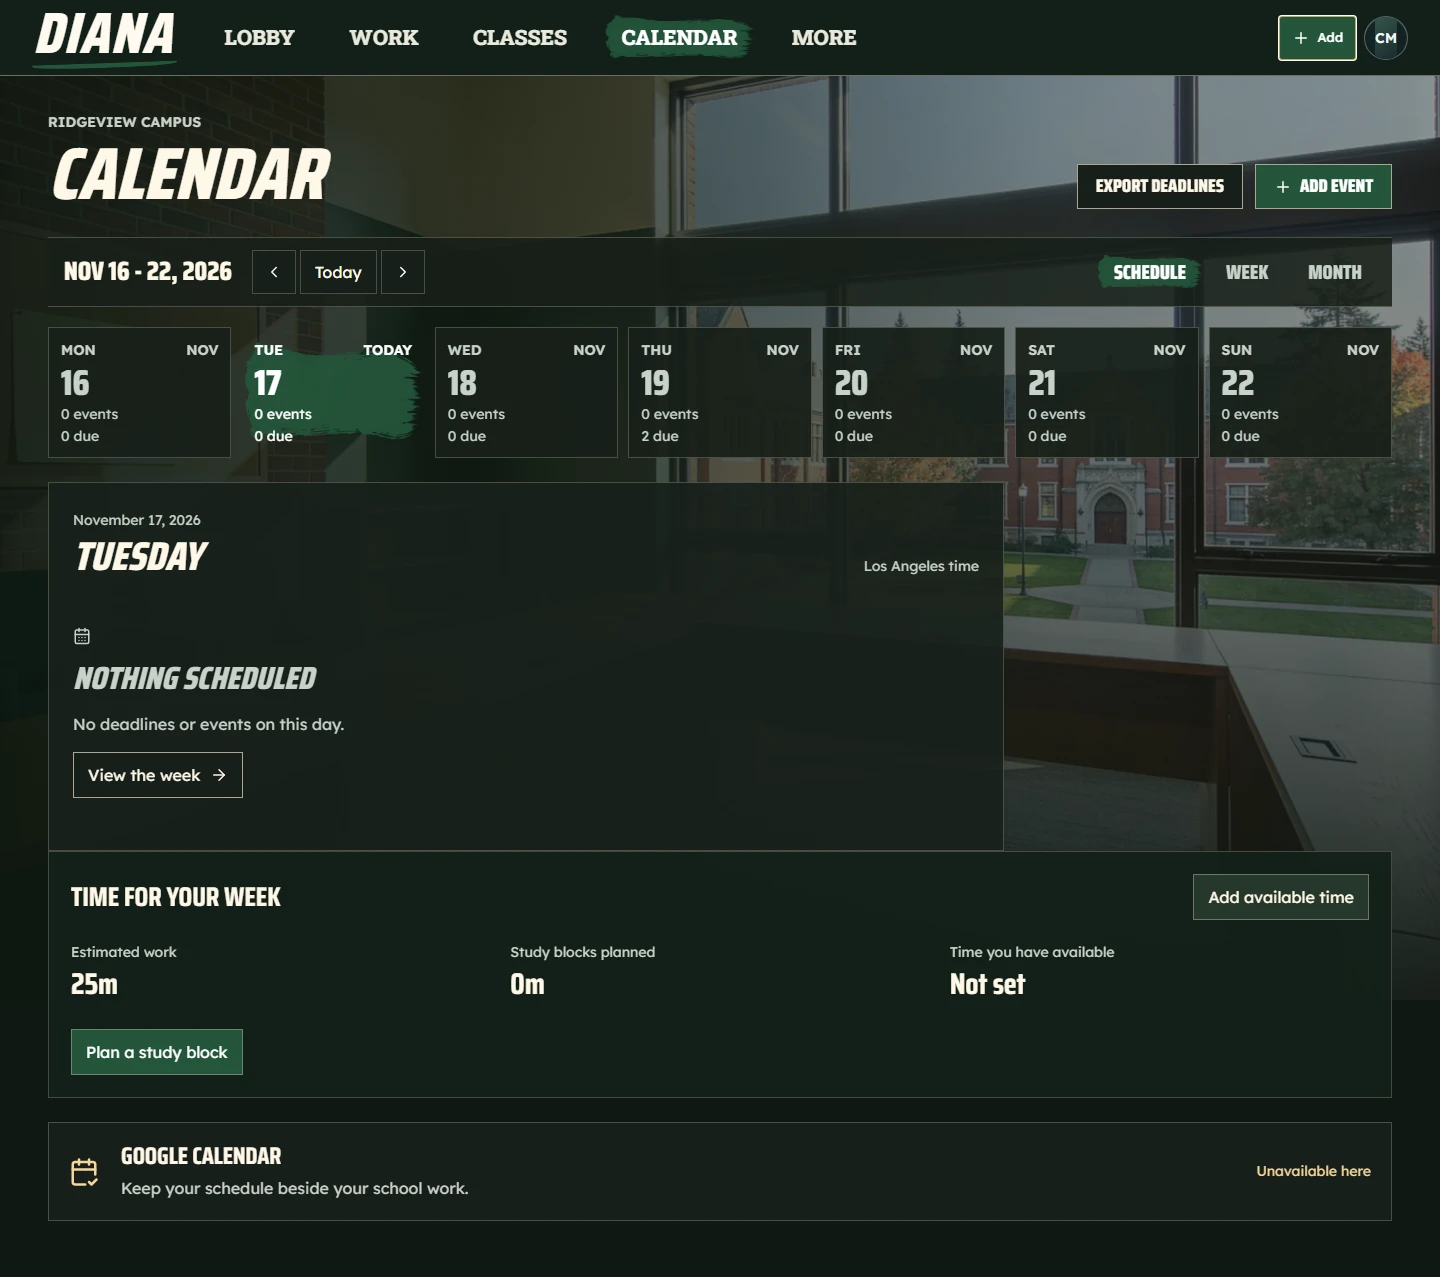 DIANA
LOBBY WORK CLASSES CALENDAR MORE
+ Add
CM
RIDGEVIEW CAMPUS
CALENDAR
EXPORT DEADLINES
+ ADD EVENT
NOV 16 - 22, 2026
Today
SCHEDULE WEEK MONTH
MON NOV
16
0 events
0 due
TUE TODAY
17
0 events
0 due
WED NOV
18
0 events
0 due
THU NOV
19
0 events
2 due
FRI NOV
20
0 events
0 due
SAT NOV
21
0 events
0 due
SUN NOV
22
0 events
0 due
November 17, 2026
TUESDAY
Los Angeles time
NOTHING SCHEDULED
No deadlines or events on this day.
View the week
TIME FOR YOUR WEEK
Add available time
Estimated work
25m
Study blocks planned
0m
Time you have available
Not set
Plan a study block
GOOGLE CALENDAR
Keep your schedule beside your school work.
Unavailable here